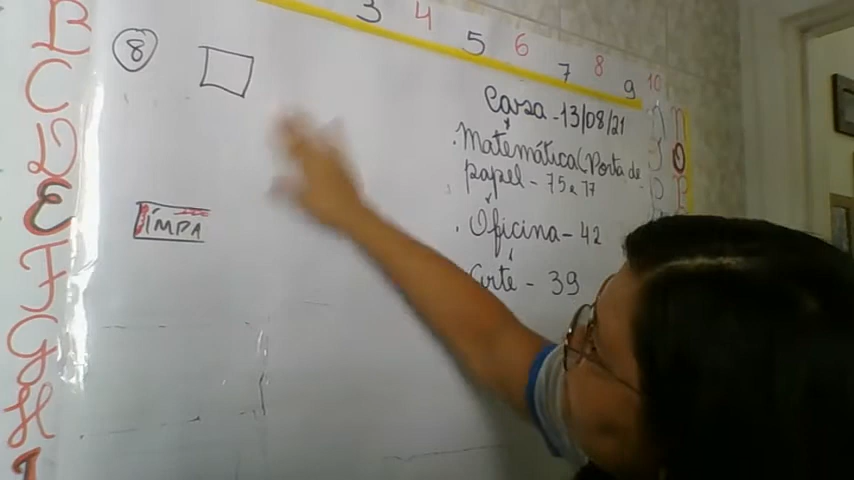 3 4 5 6 7 8 9 10
B
C
D
E
F
G
H
8
ÍMPA
Casa - 13/08/21
. Matemática (Porta de
papel - 75 a 77
. Oficina - 42
Arte - 39